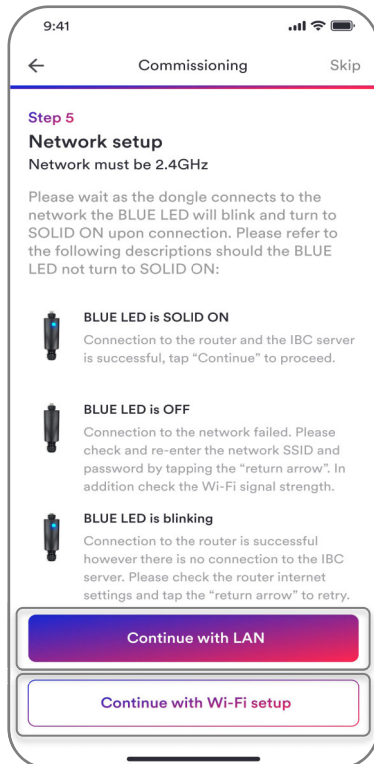 9:41
Commissioning Skip
Step 5
Network setup
Network must be 2.4GHz
Please wait as the dongle connects to the
network the BLUE LED will blink and turn to
SOLID ON upon connection. Please refer to
the following descriptions should the BLUE
LED not turn to SOLID ON:
BLUE LED is SOLID ON
Connection to the router and the IBC server
is successful, tap “Continue” to proceed.
BLUE LED is OFF
Connection to the network failed. Please
check and re-enter the network SSID and
password by tapping the “return arrow”. In
addition check the Wi-Fi signal strength.
BLUE LED is blinking
Connection to the router is successful
however there is no connection to the IBC
server. Please check the router internet
settings and tap the “return arrow” to retry.
Continue with LAN
Continue with Wi-Fi setup